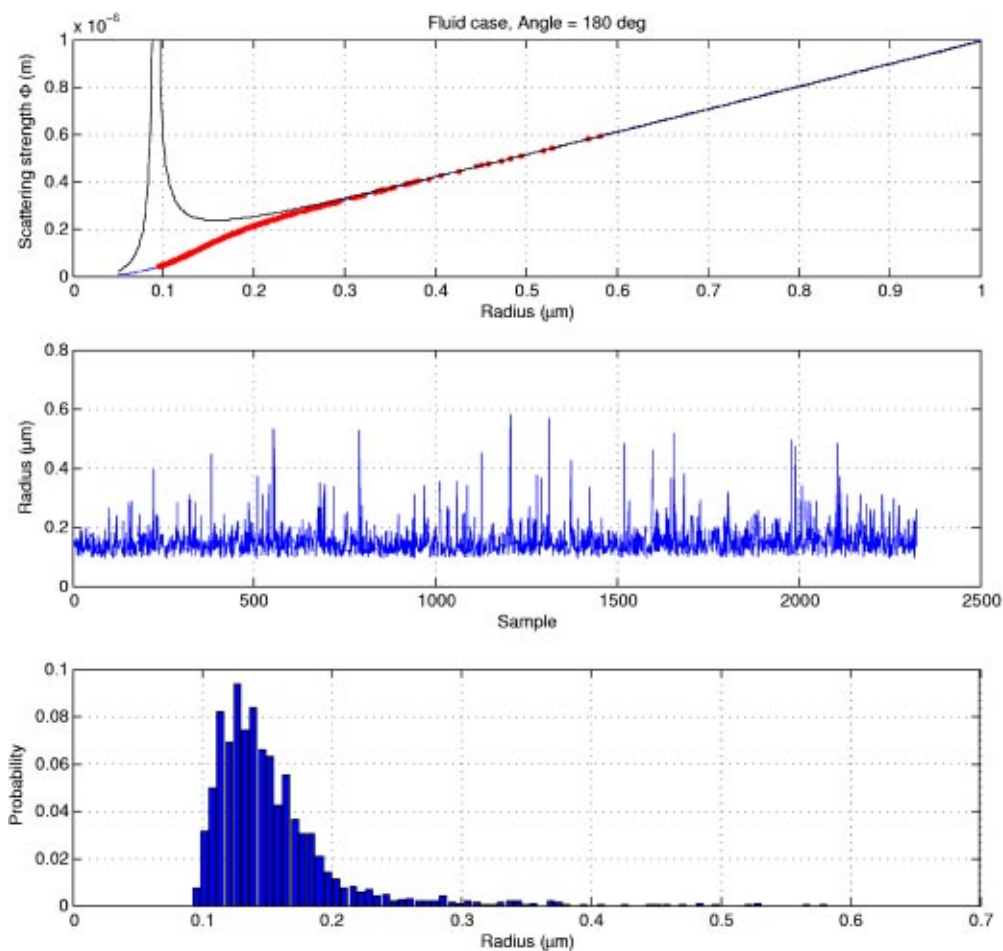 x 10⁻⁶
Fluid case, Angle = 180 deg
Scattering strength Φ (m)
1
0.8
0.6
0.4
0.2
0
0 0.1 0.2 0.3 0.4 0.5 0.6 0.7 0.8 0.9 1
Radius (μm)
Radius (μm)
0.8
0.6
0.4
0.2
0
0 500 1000 1500 2000 2500
Sample
Probability
0.1
0.08
0.06
0.04
0.02
0
0 0.1 0.2 0.3 0.4 0.5 0.6 0.7
Radius (μm)